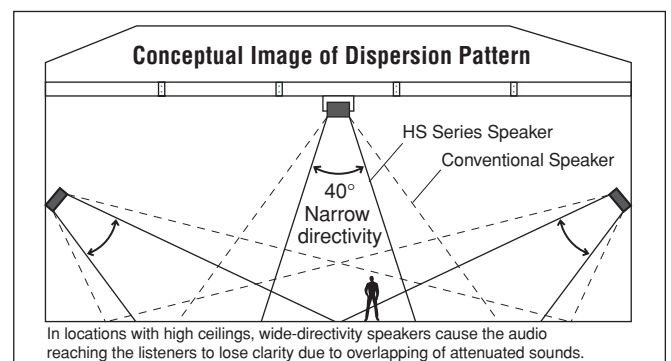 Conceptual Image of Dispersion Pattern
HS Series Speaker
Conventional Speaker
40°
Narrow
directivity
In locations with high ceilings, wide-directivity speakers cause the audio
reaching the listeners to lose clarity due to overlapping of attenuated sounds.